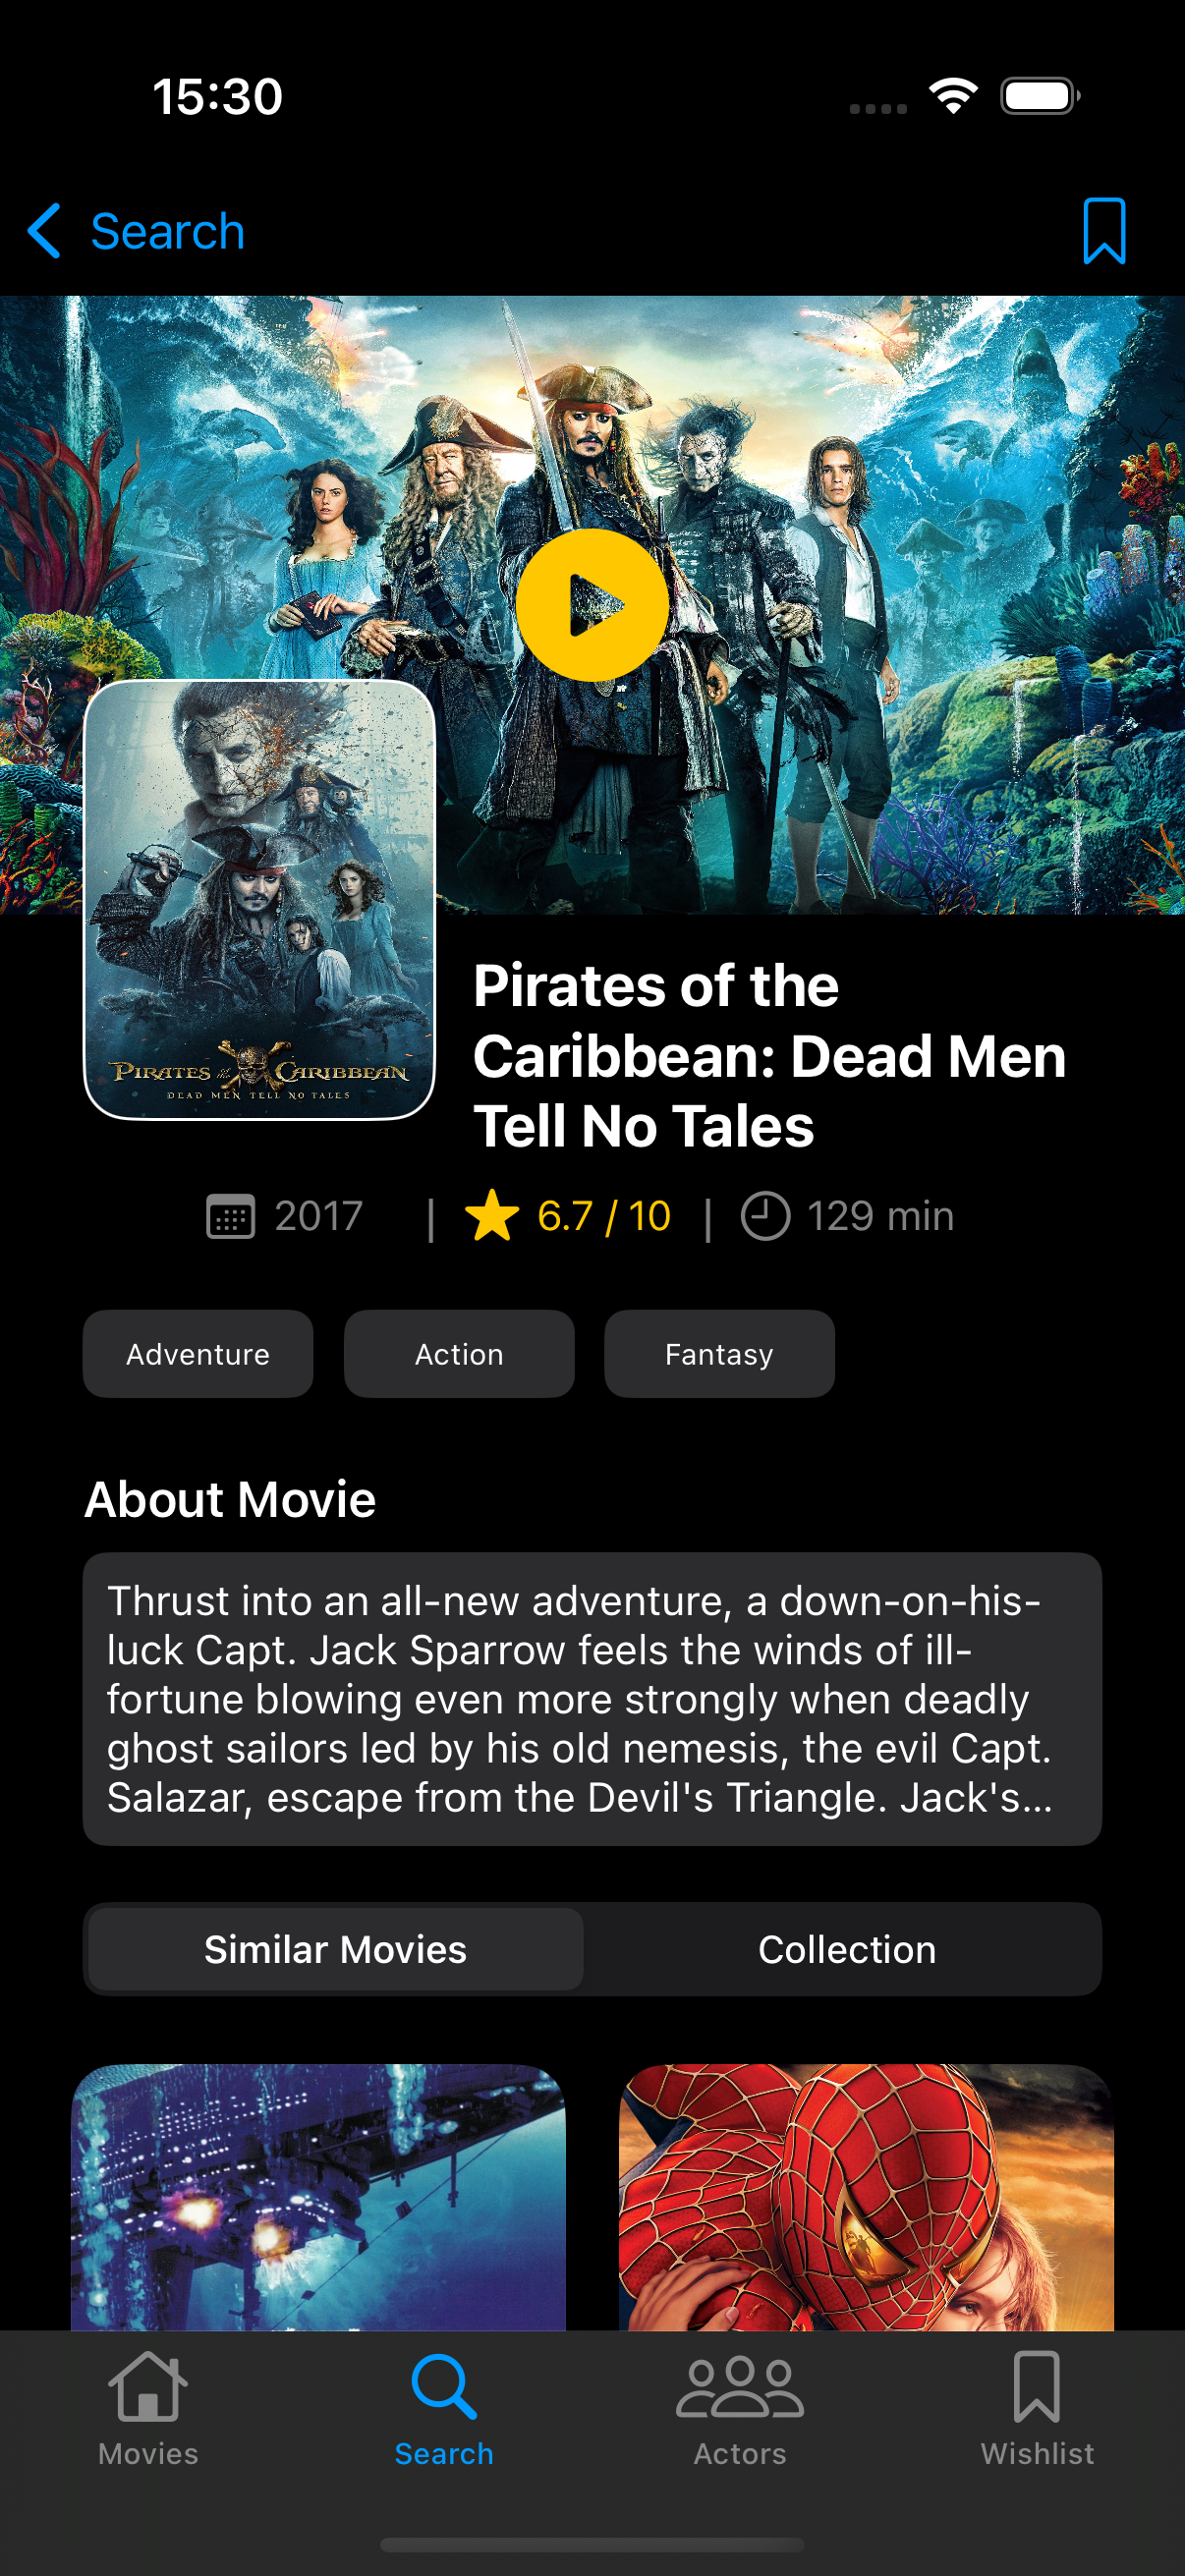 15:30
Search
PIRATES of the CARIBBEAN
DEAD MEN TELL NO TALES
Pirates of the
Caribbean: Dead Men
Tell No Tales
2017 | 6.7 / 10 | 129 min
Adventure Action Fantasy
About Movie
Thrust into an all-new adventure, a down-on-his-
luck Capt. Jack Sparrow feels the winds of ill-
fortune blowing even more strongly when deadly
ghost sailors led by his old nemesis, the evil Capt.
Salazar, escape from the Devil's Triangle. Jack's...
Similar Movies Collection
Movies Search Actors Wishlist